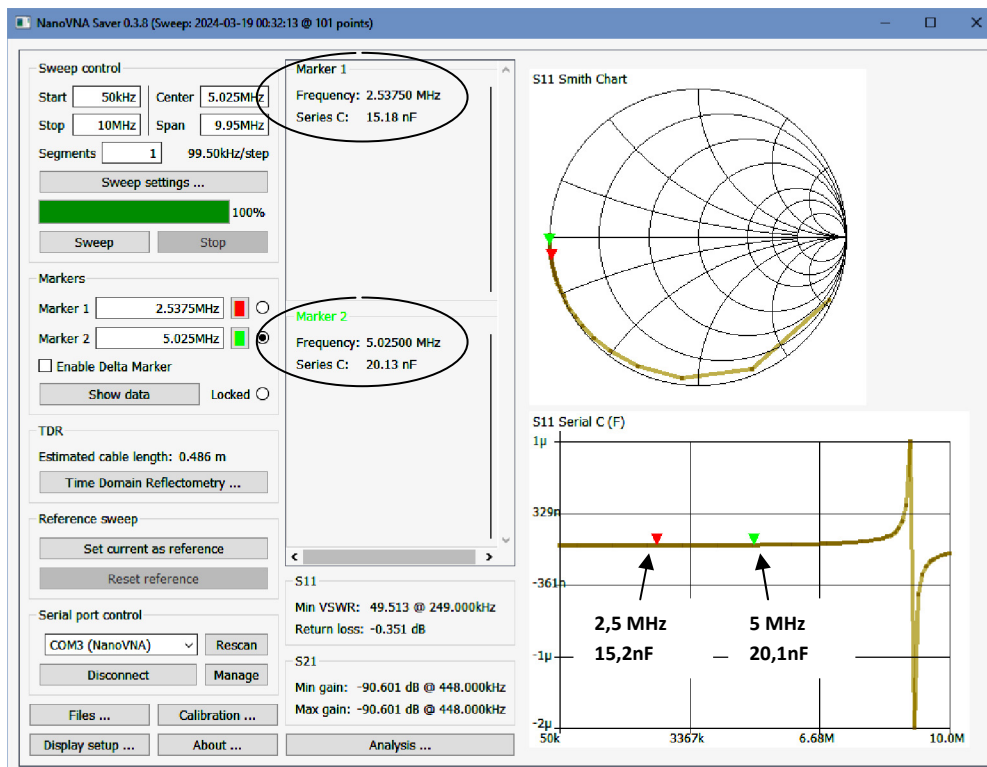 NanoVNA Saver 0.3.8 (Sweep: 2024-03-19 00:32:13 @ 101 points)
Sweep control
Start 50kHz Center 5.025MHz
Stop 10MHz Span 9.95MHz
Segments 1 99.50kHz/step
Sweep settings ...
100%
Sweep Stop
Markers
Marker 1 2.5375MHz
Marker 2 5.025MHz
Enable Delta Marker
Show data Locked
TDR
Estimated cable length: 0.486 m
Time Domain Reflectometry ...
Reference sweep
Set current as reference
Reset reference
Serial port control
COM3 (NanoVNA) Rescan
Disconnect Manage
Files ... Calibration ...
Display setup ... About ...
Marker 1
Frequency: 2.53750 MHz
Series C: 15.18 nF
Marker 2
Frequency: 5.02500 MHz
Series C: 20.13 nF
S11
Min VSWR: 49.513 @ 249.000kHz
Return loss: -0.351 dB
S21
Min gain: -90.601 dB @ 448.000kHz
Max gain: -90.601 dB @ 448.000kHz
Analysis ...
S11 Smith Chart
S11 Serial C (F)
1µ
329n
-361n
-1µ
-2µ
50k 3367k 6.68M 10.0M
2,5 MHz
15,2nF
5 MHz
20,1nF